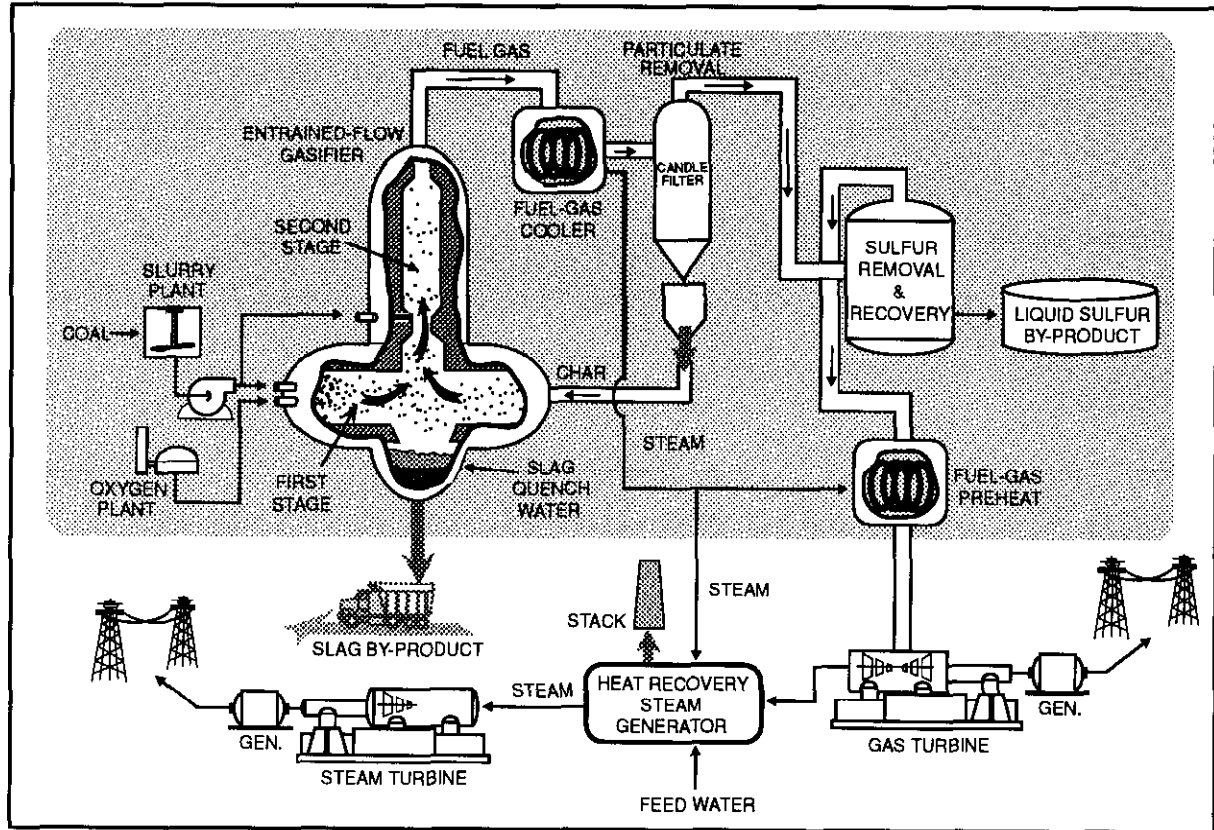 FUEL GAS
PARTICULATE
REMOVAL
ENTRAINED-FLOW
GASIFIER
CANDLE
FILTER
FUEL-GAS
COOLER
SECOND
STAGE
SLURRY
PLANT
SULFUR
REMOVAL
&
RECOVERY
LIQUID SULFUR
BY-PRODUCT
COAL
CHAR
STEAM
FIRST
STAGE
SLAG
QUENCH
WATER
OXYGEN
PLANT
FUEL-GAS
PREHEAT
STEAM
STACK
SLAG BY-PRODUCT
STEAM
HEAT RECOVERY
STEAM
GENERATOR
GEN.
GEN.
STEAM TURBINE
GAS TURBINE
FEED WATER